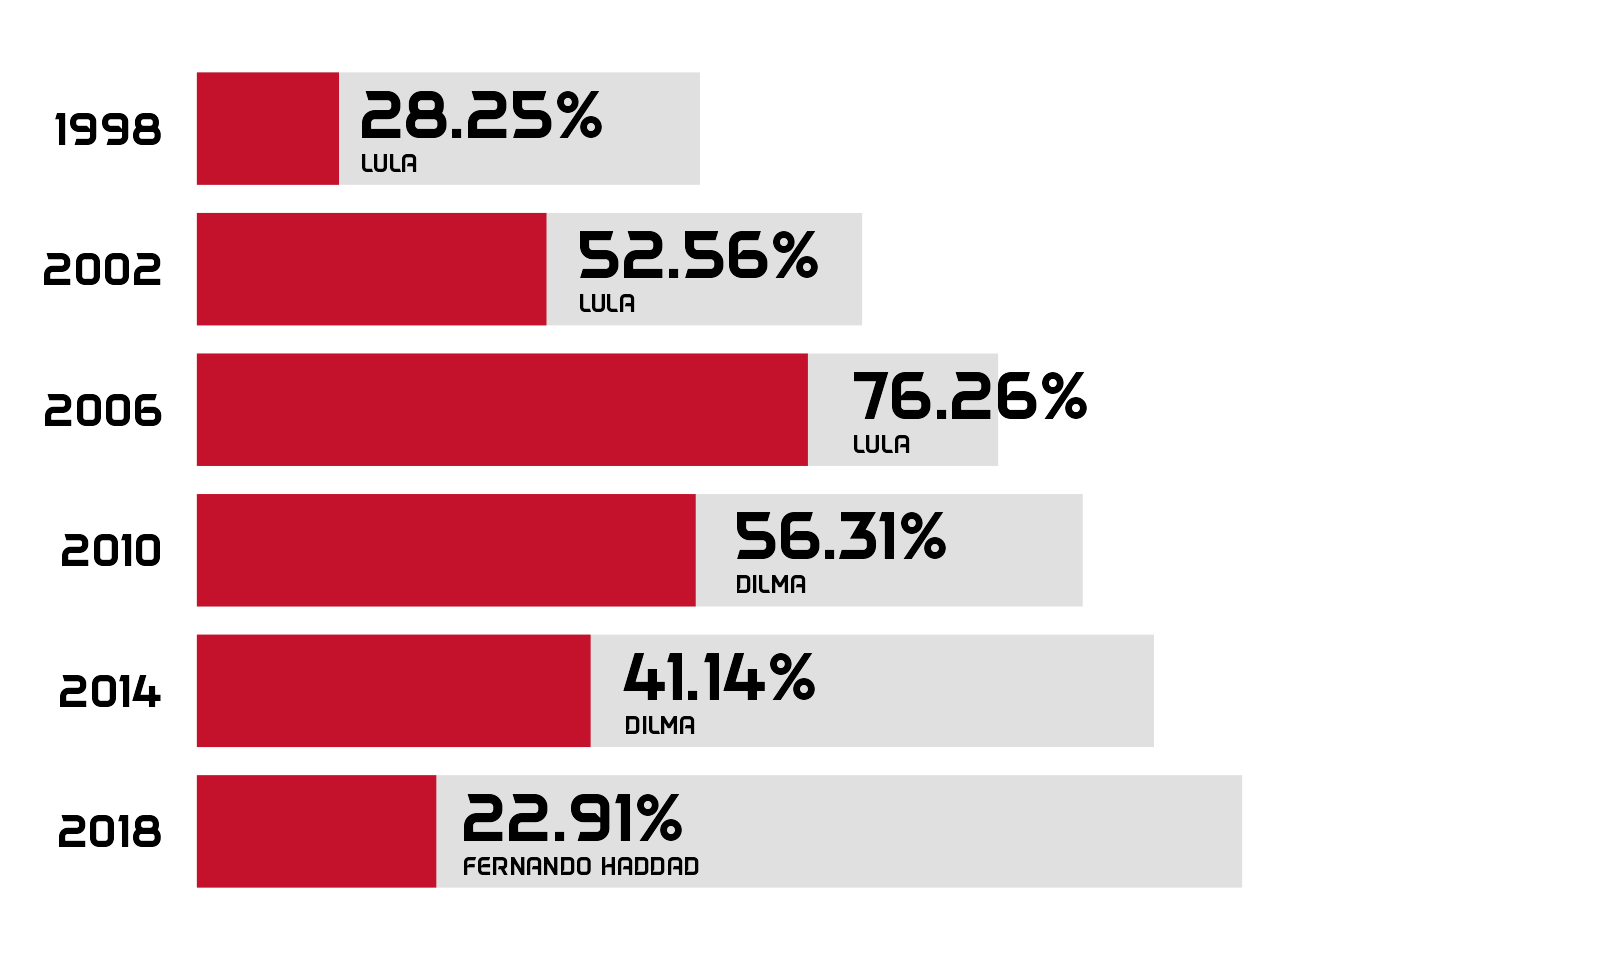 1998
28.25%
LULA
2002
52.56%
LULA
2006
76.26%
LULA
2010
56.31%
DILMA
2014
41.14%
DILMA
2018
22.91%
FERNANDO HADDAD